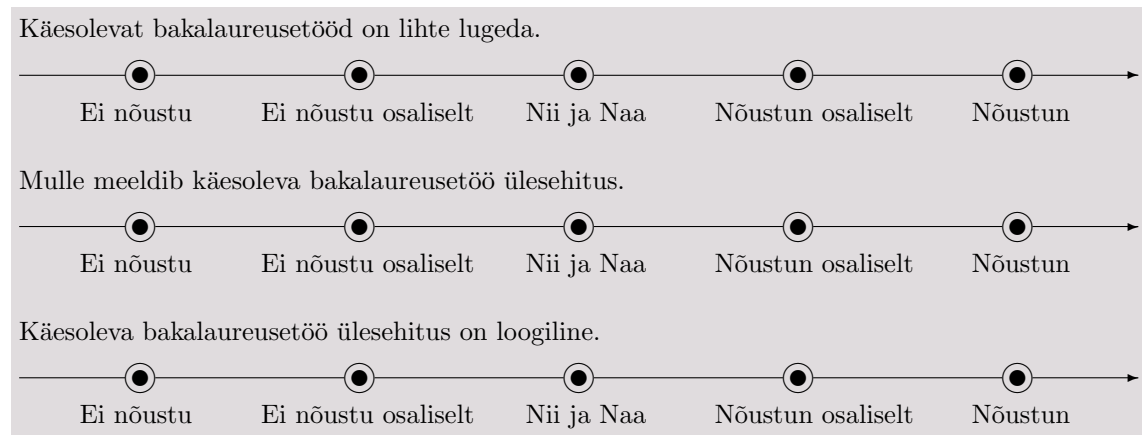 Käesolevat bakalaureusetööd on lihte lugeda.
Ei nõustu Ei nõustu osaliselt Nii ja Naa Nõustun osaliselt Nõustun
Mulle meeldib käesoleva bakalaureusetöö ülesehitus.
Ei nõustu Ei nõustu osaliselt Nii ja Naa Nõustun osaliselt Nõustun
Käesoleva bakalaureusetöö ülesehitus on loogiline.
Ei nõustu Ei nõustu osaliselt Nii ja Naa Nõustun osaliselt Nõustun